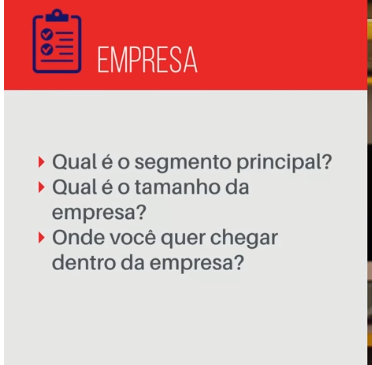 EMPRESA
Qual é o segmento principal?
Qual é o tamanho da
empresa?
Onde você quer chegar
dentro da empresa?